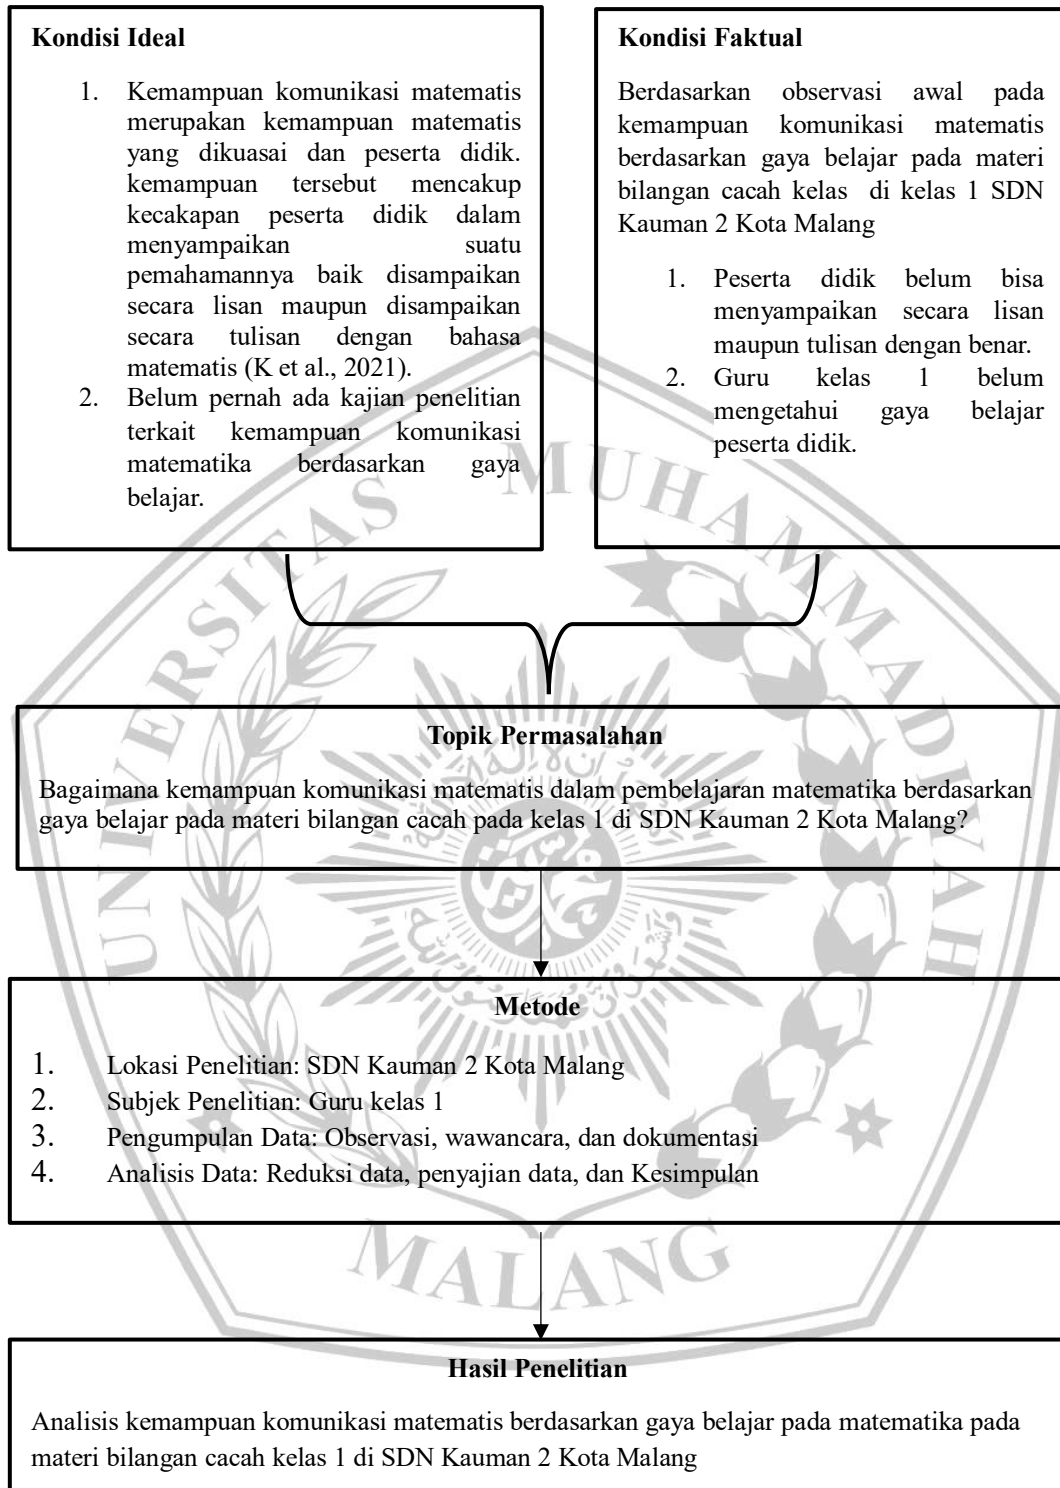 Kondisi Ideal
1. Kemampuan komunikasi matematis
merupakan kemampuan matematis
yang dikuasai dan peserta didik.
kemampuan tersebut mencakup
kecakapan peserta didik dalam
menyampaikan suatu
pemahamannya baik disampaikan
secara lisan maupun disampaikan
secara tulisan dengan bahasa
matematis (K et al., 2021).
2. Belum pernah ada kajian penelitian
terkait kemampuan komunikasi
matematika berdasarkan gaya
belajar.
Kondisi Faktual
Berdasarkan observasi awal pada
kemampuan komunikasi matematis
berdasarkan gaya belajar pada materi
bilangan cacah kelas di kelas 1 SDN
Kauman 2 Kota Malang
1. Peserta didik belum bisa
menyampaikan secara lisan
maupun tulisan dengan benar.
2. Guru kelas 1 belum
mengetahui gaya belajar
peserta didik.
Topik Permasalahan
Bagaimana kemampuan komunikasi matematis dalam pembelajaran matematika berdasarkan
gaya belajar pada materi bilangan cacah pada kelas 1 di SDN Kauman 2 Kota Malang?
Metode
1. Lokasi Penelitian: SDN Kauman 2 Kota Malang
2. Subjek Penelitian: Guru kelas 1
3. Pengumpulan Data: Observasi, wawancara, dan dokumentasi
4. Analisis Data: Reduksi data, penyajian data, dan Kesimpulan
Hasil Penelitian
Analisis kemampuan komunikasi matematis berdasarkan gaya belajar pada matematika pada
materi bilangan cacah kelas 1 di SDN Kauman 2 Kota Malang
UNIVERSITAS MUHAMMADIYAH
MALANG